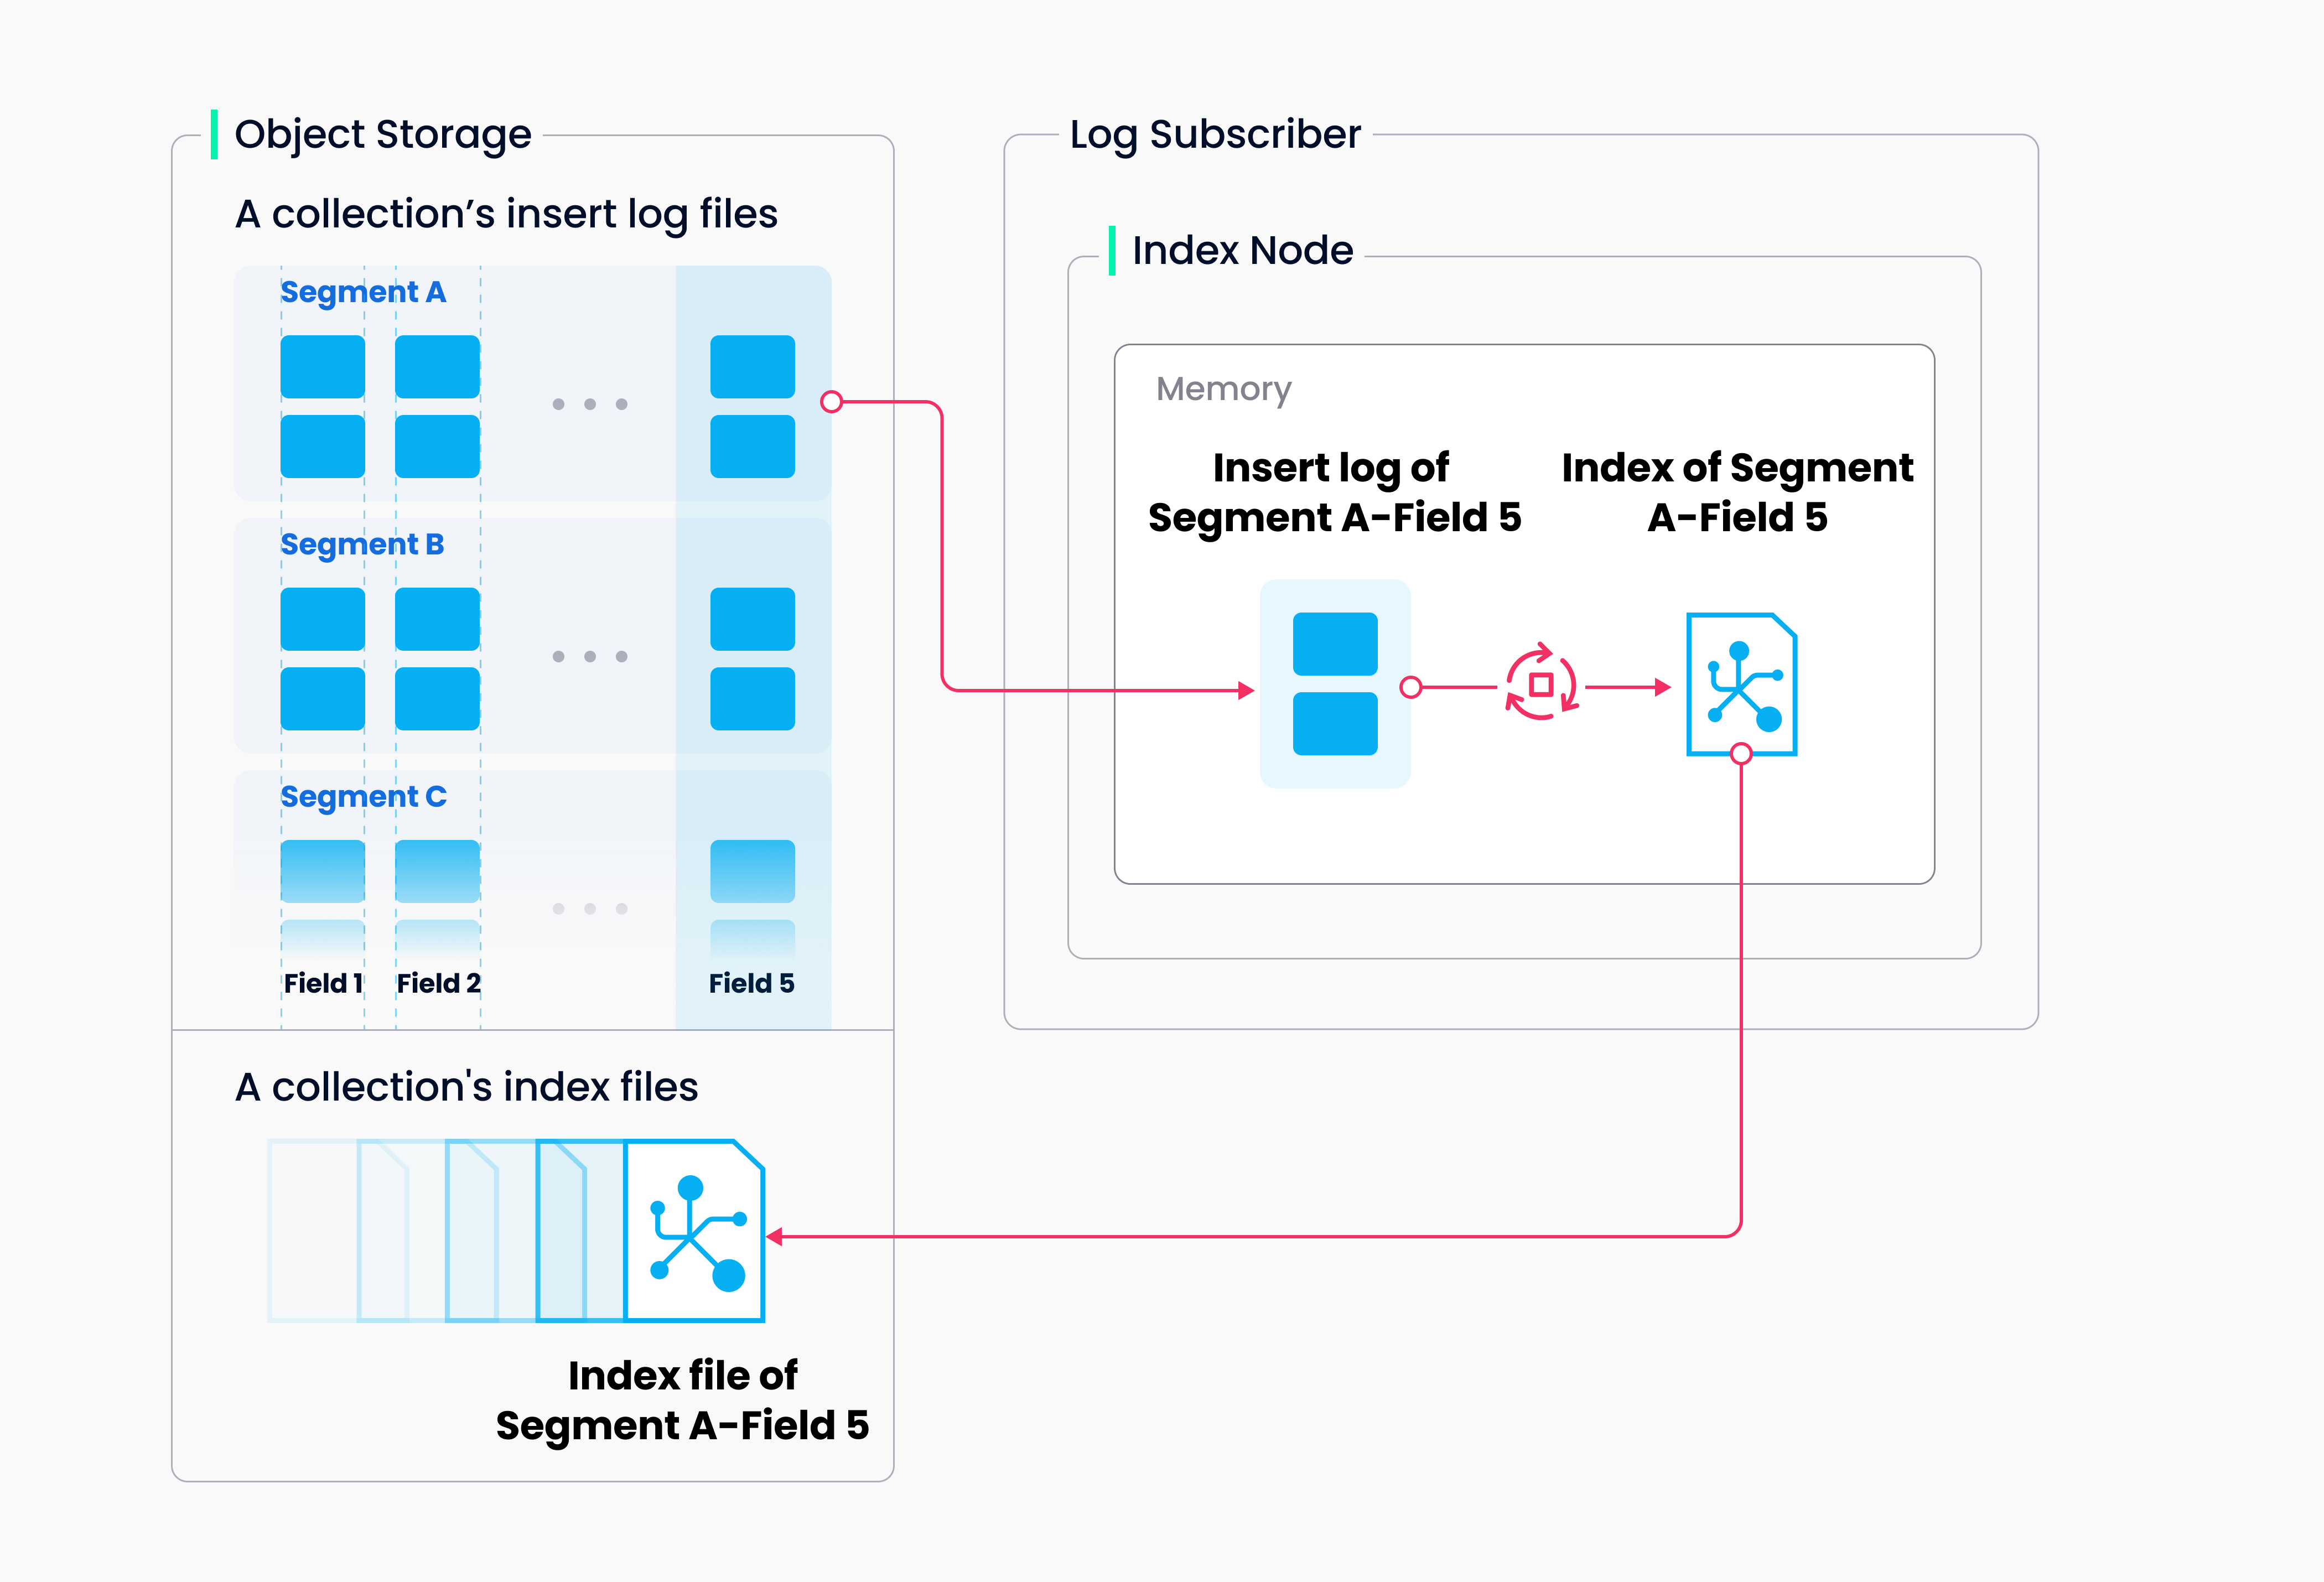 Object Storage
A collection’s insert log files
Segment A
Segment B
Segment C
Field 1 Field 2 Field 5
A collection's index files
Index file of
Segment A-Field 5
Log Subscriber
Index Node
Memory
Insert log of
Segment A-Field 5
Index of Segment
A-Field 5